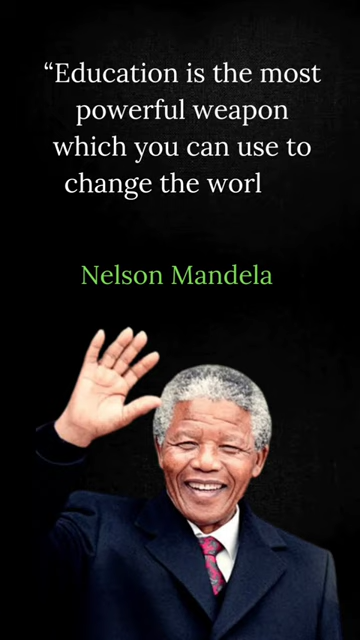 “Education is the most
powerful weapon
which you can use to
change the worl
Nelson Mandela